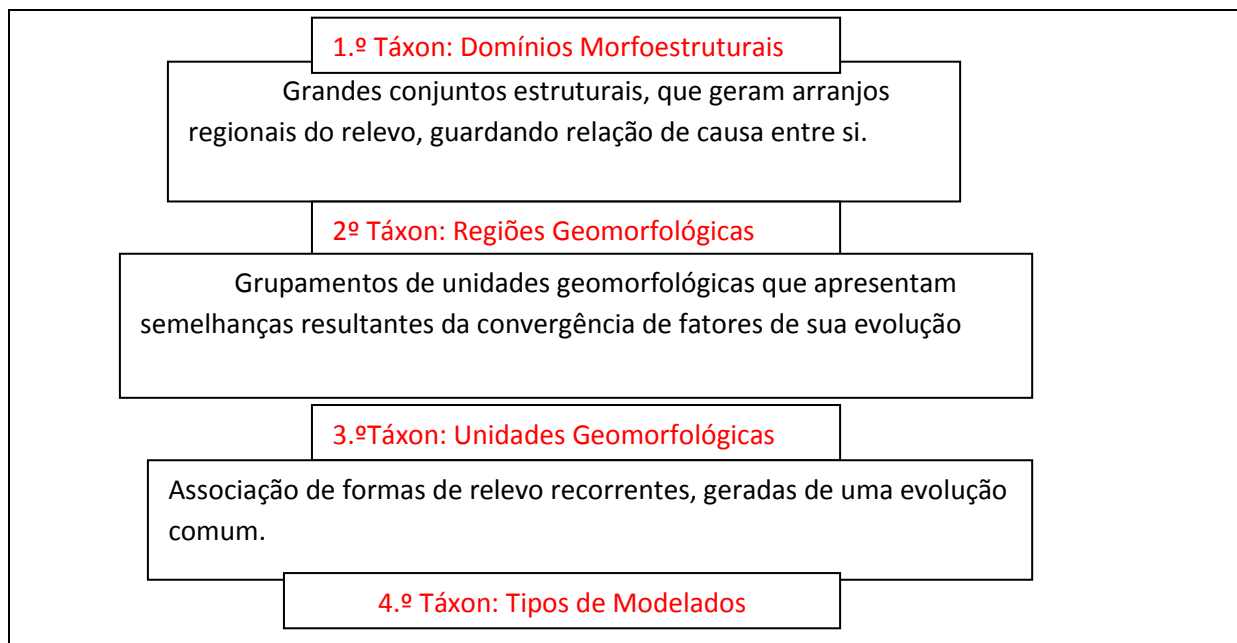 1.º Táxon: Domínios Morfoestruturais
Grandes conjuntos estruturais, que geram arranjos
regionais do relevo, guardando relação de causa entre si.
2º Táxon: Regiões Geomorfológicas
Grupamentos de unidades geomorfológicas que apresentam
semelhanças resultantes da convergência de fatores de sua evolução
3.ºTáxon: Unidades Geomorfológicas
Associação de formas de relevo recorrentes, geradas de uma evolução
comum.
4.º Táxon: Tipos de Modelados